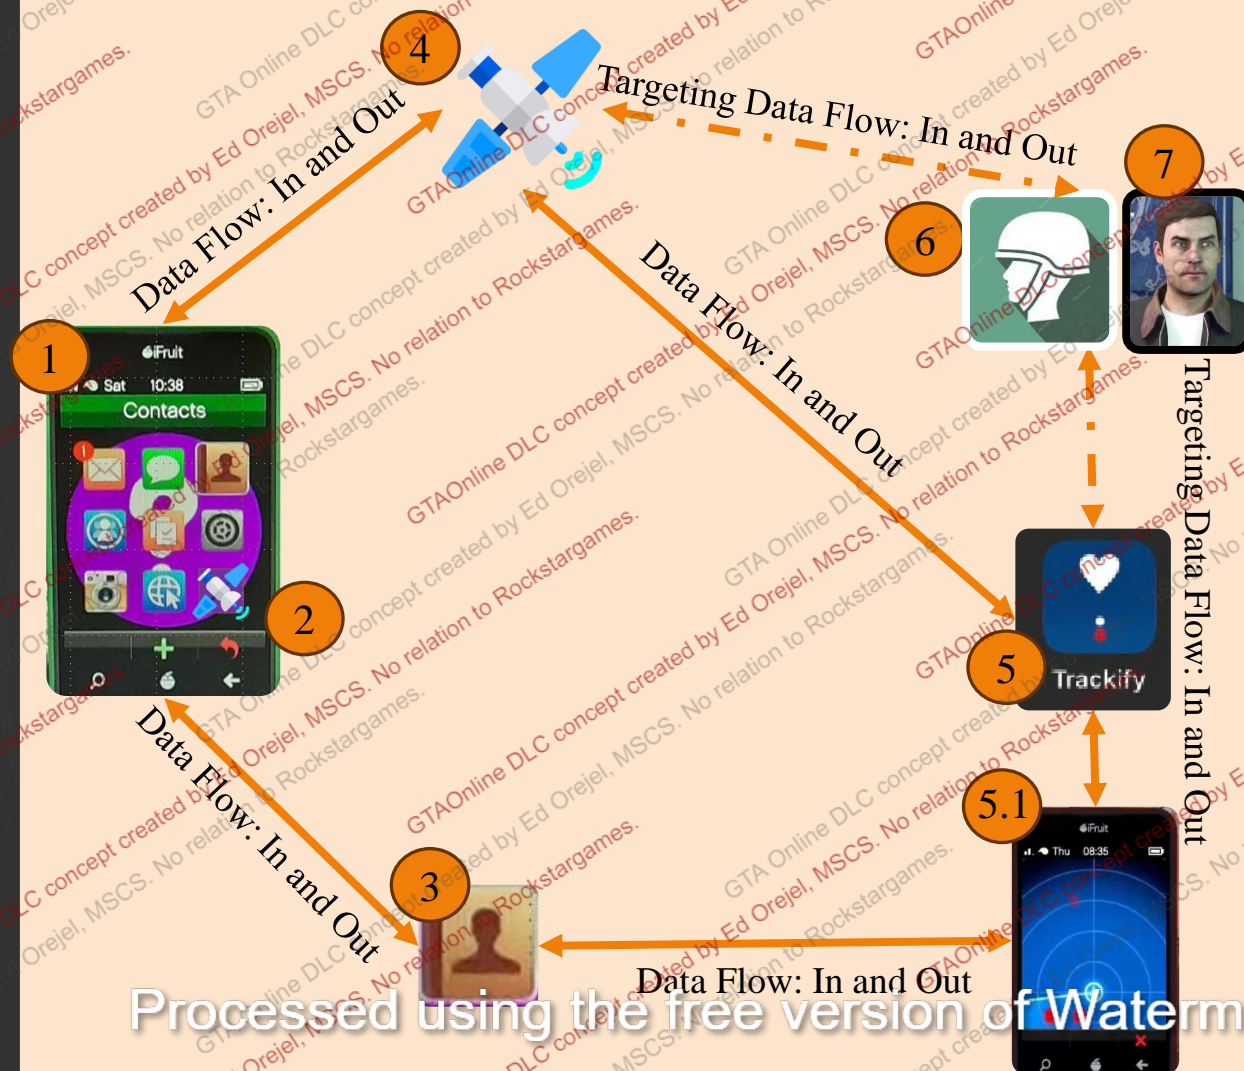 4
Targeting Data Flow: In and Out
Data Flow: In and Out
7
6
Data Flow: In and Out
1
iFruit
Sat 10:38
Contacts
1
2
Targeting Data Flow: In and Out
5
Trackify
Data Flow: In and Out
5.1
iFruit
Thu 08:35
3
Data Flow: In and Out
Processed using the free version of Waterm
GTAOnline DLC concept created by Ed Orejel, MSCS. No relation to Rockstargames.
GTA Online DLC concept created by Ed Orejel, MSCS. No relation to Rockstargames.